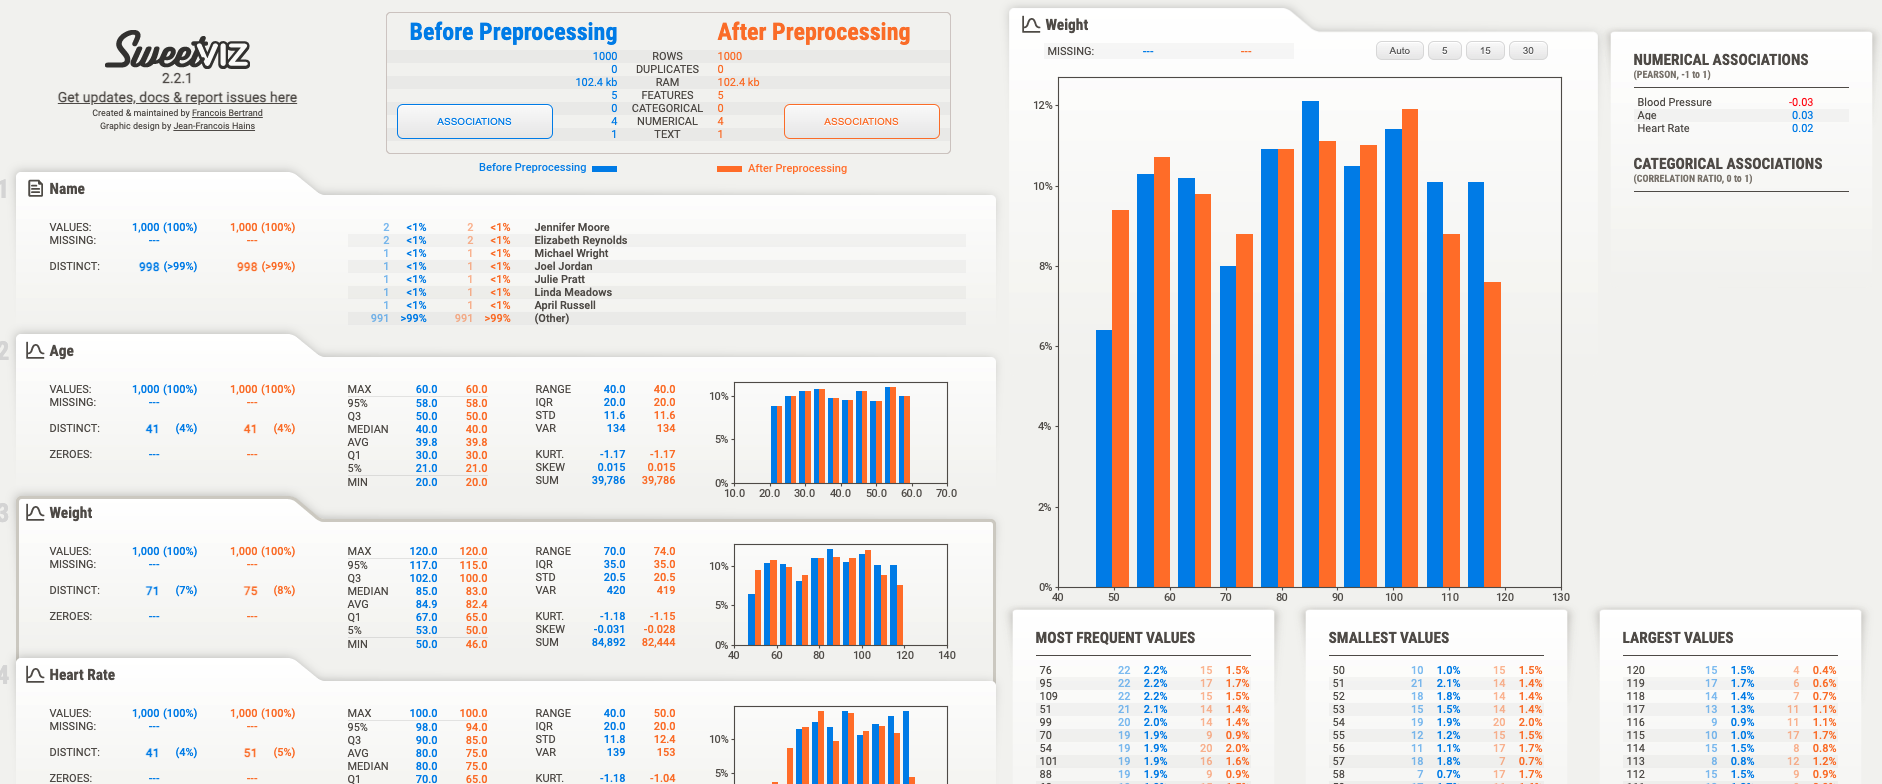 SweetVIZ
2.2.1
Get updates, docs & report issues here
Created & maintained by Francois Bertrand
Graphic design by Jean-Francois Hains
Before Preprocessing After Preprocessing
1000 ROWS 1000
0 DUPLICATES 0
102.4 kb RAM 102.4 kb
5 FEATURES 5
0 CATEGORICAL 0
ASSOCIATIONS 4 NUMERICAL 4 ASSOCIATIONS
1 TEXT 1
Before Preprocessing After Preprocessing
1 Name
VALUES: 1,000 (100%) 1,000 (100%)
MISSING: --- ---
DISTINCT: 998 (>99%) 998 (>99%)
2 <1% 2 <1% Jennifer Moore
2 <1% 2 <1% Elizabeth Reynolds
1 <1% 1 <1% Michael Wright
1 <1% 1 <1% Joel Jordan
1 <1% 1 <1% Julie Pratt
1 <1% 1 <1% Linda Meadows
1 <1% 1 <1% April Russell
991 >99% 991 >99% (Other)
2 Age
VALUES: 1,000 (100%) 1,000 (100%)
MISSING: --- ---
DISTINCT: 41 (4%) 41 (4%)
ZEROES: --- ---
MAX 60.0 60.0
95% 58.0 58.0
Q3 50.0 50.0
MEDIAN 40.0 40.0
AVG 39.8 39.8
Q1 30.0 30.0
5% 21.0 21.0
MIN 20.0 20.0
RANGE 40.0 40.0
IQR 20.0 20.0
STD 11.6 11.6
VAR 134 134
KURT. -1.17 -1.17
SKEW 0.015 0.015
SUM 39,786 39,786
10%
5%
0%
10.0 20.0 30.0 40.0 50.0 60.0 70.0
3 Weight
VALUES: 1,000 (100%) 1,000 (100%)
MISSING: --- ---
DISTINCT: 71 (7%) 75 (8%)
ZEROES: --- ---
MAX 120.0 120.0
95% 117.0 115.0
Q3 102.0 100.0
MEDIAN 85.0 83.0
AVG 84.9 82.4
Q1 67.0 65.0
5% 53.0 50.0
MIN 50.0 46.0
RANGE 70.0 74.0
IQR 35.0 35.0
STD 20.5 20.5
VAR 420 419
KURT. -1.18 -1.15
SKEW -0.031 -0.028
SUM 84,892 82,444
10%
5%
0%
40 60 80 100 120 140
4 Heart Rate
VALUES: 1,000 (100%) 1,000 (100%)
MISSING: --- ---
DISTINCT: 41 (4%) 51 (5%)
ZEROES: --- ---
MAX 100.0 100.0
95% 98.0 94.0
Q3 90.0 85.0
AVG 80.0 75.0
MEDIAN 80.0 75.0
Q1 70.0 65.0
RANGE 40.0 50.0
IQR 20.0 20.0
STD 11.8 12.4
VAR 139 153
KURT. -1.18 -1.04
10%
5%
Weight
MISSING: --- --- Auto 5 15 30
12%
10%
8%
6%
4%
2%
0%
40 50 60 70 80 90 100 110 120 130
NUMERICAL ASSOCIATIONS
(PEARSON, -1 to 1)
Blood Pressure -0.03
Age 0.03
Heart Rate 0.02
CATEGORICAL ASSOCIATIONS
(CORRELATION RATIO, 0 to 1)
MOST FREQUENT VALUES
76 22 2.2% 15 1.5%
95 22 2.2% 17 1.7%
109 22 2.2% 15 1.5%
51 21 2.1% 14 1.4%
99 20 2.0% 14 1.4%
70 19 1.9% 9 0.9%
54 19 1.9% 20 2.0%
101 19 1.9% 16 1.6%
88 19 1.9% 9 0.9%
SMALLEST VALUES
50 10 1.0% 15 1.5%
51 21 2.1% 14 1.4%
52 18 1.8% 14 1.4%
53 15 1.5% 14 1.4%
54 19 1.9% 20 2.0%
55 12 1.2% 15 1.5%
56 11 1.1% 17 1.7%
57 18 1.8% 7 0.7%
58 7 0.7% 17 1.7%
LARGEST VALUES
120 15 1.5% 4 0.4%
119 17 1.7% 6 0.6%
118 14 1.4% 7 0.7%
117 13 1.3% 11 1.1%
116 9 0.9% 11 1.1%
115 10 1.0% 17 1.7%
114 15 1.5% 8 0.8%
113 8 0.8% 12 1.2%
112 15 1.5% 9 0.9%